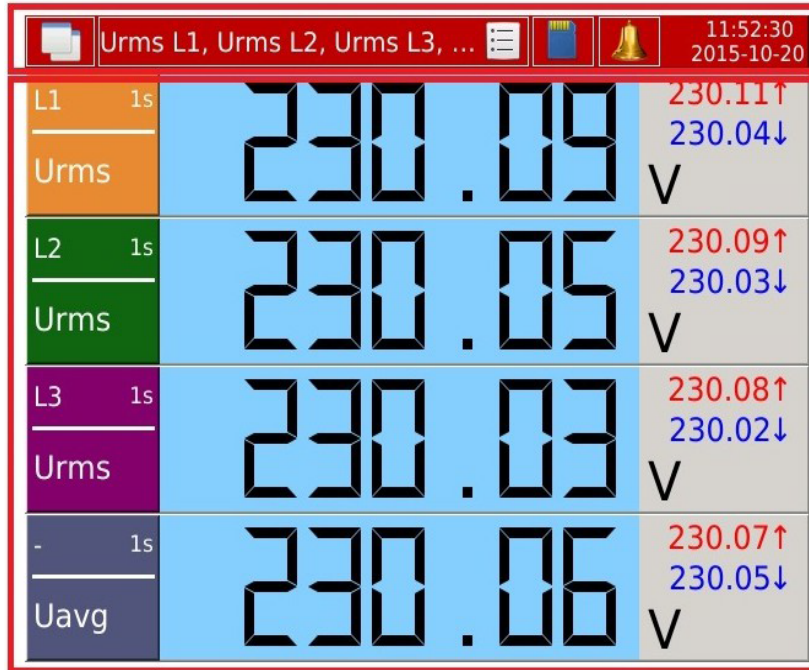 Urms L1, Urms L2, Urms L3, ...
11:52:30
2015-10-20
L1 1s
Urms
230.09
230.11↑
230.04↓
V
L2 1s
Urms
230.05
230.09↑
230.03↓
V
L3 1s
Urms
230.03
230.08↑
230.02↓
V
- 1s
Uavg
230.06
230.07↑
230.05↓
V